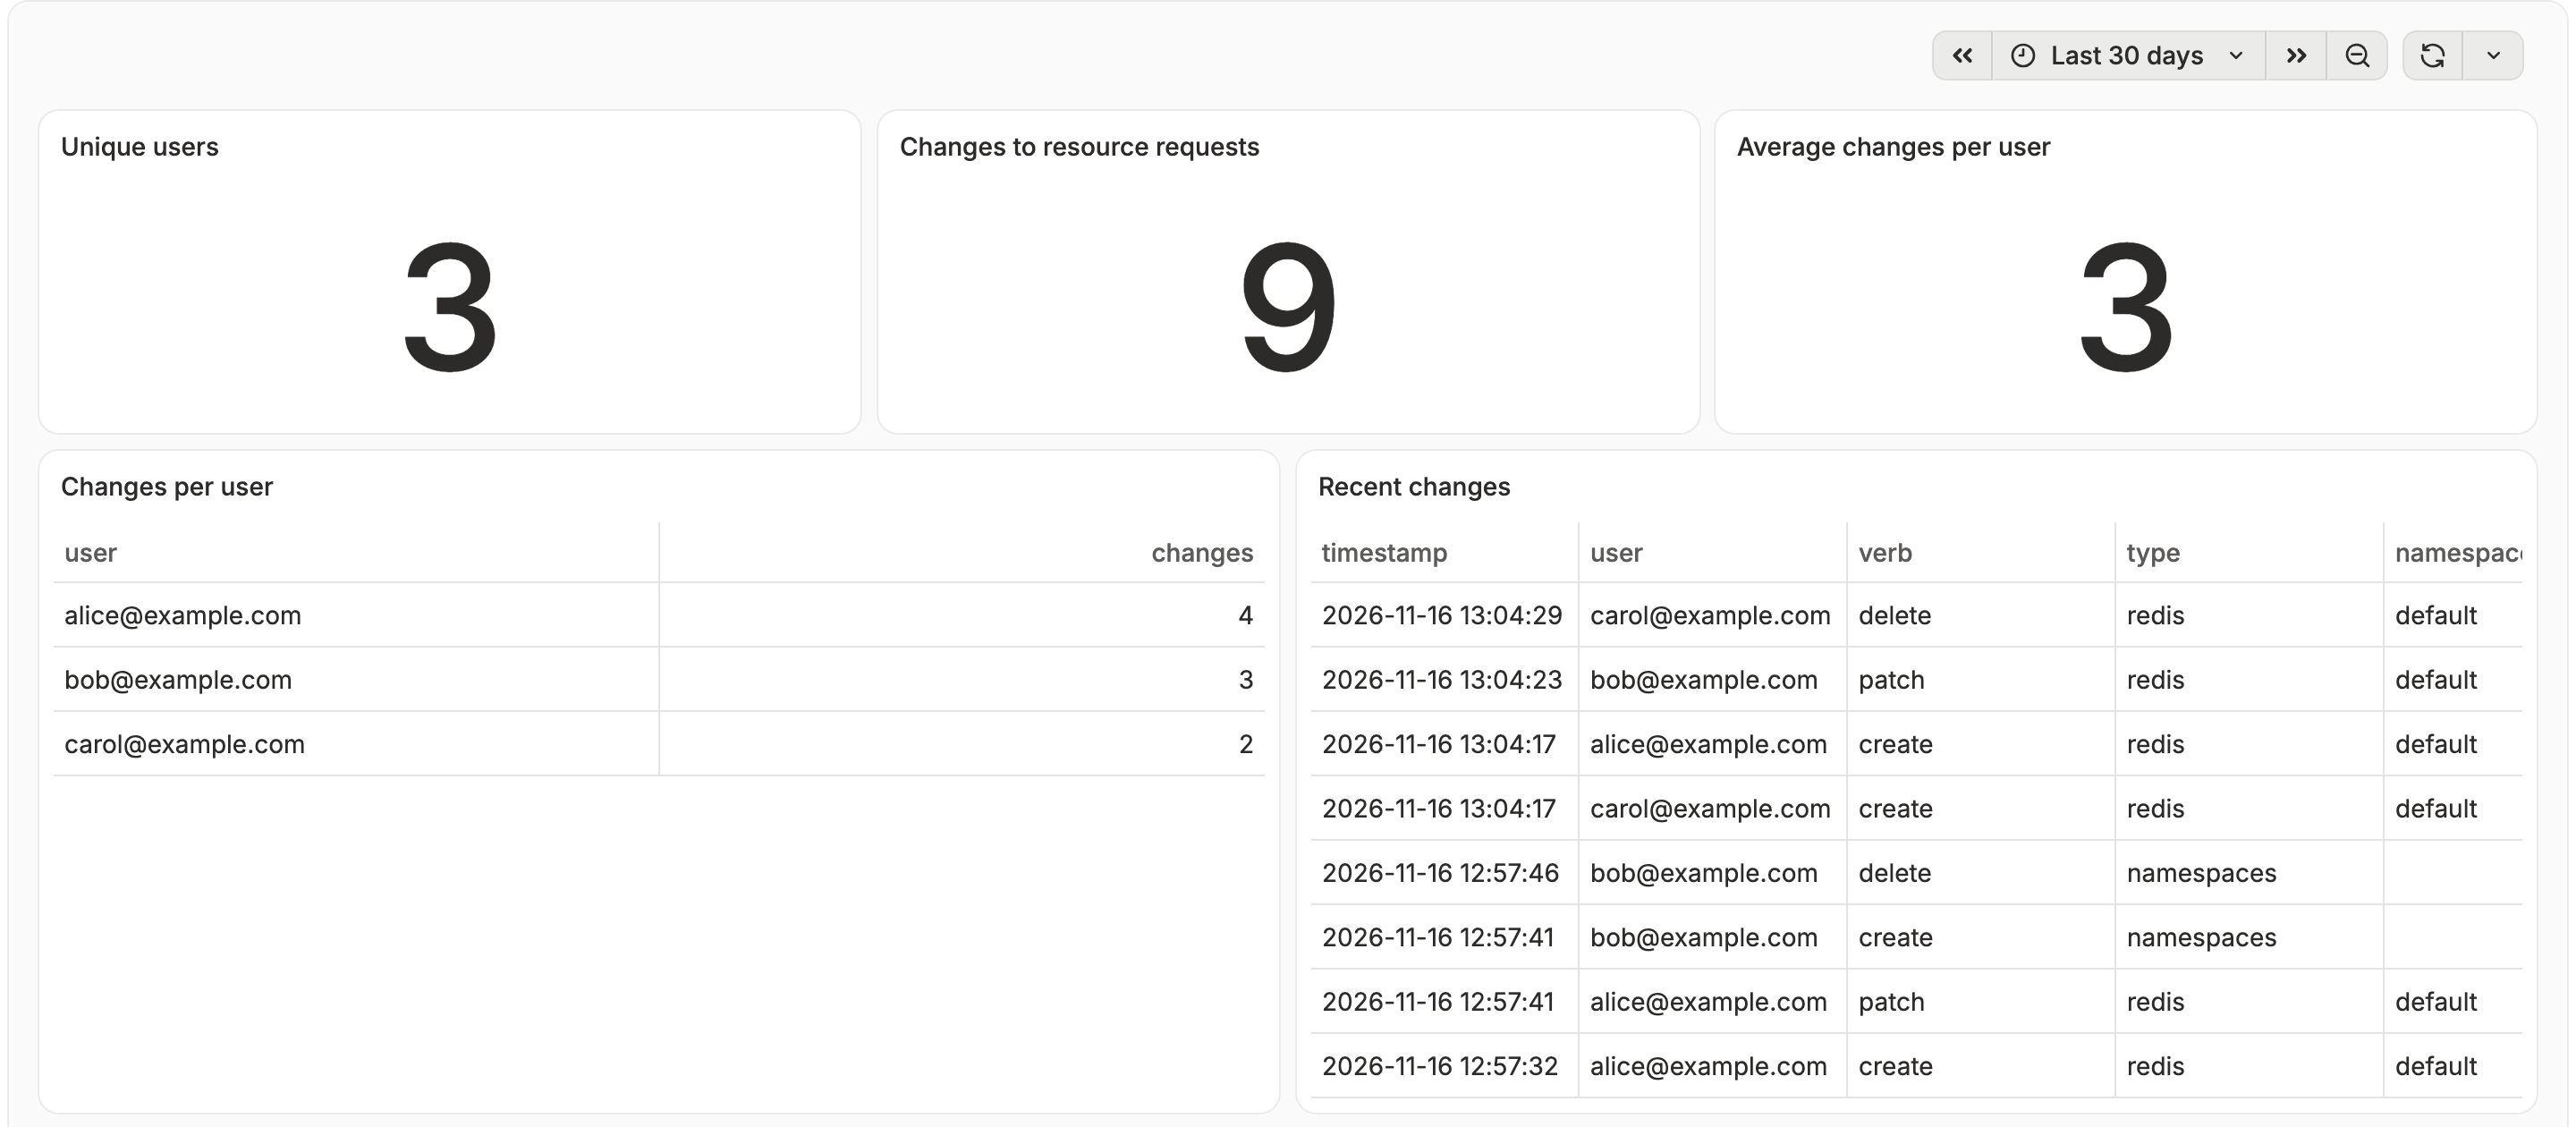 Last 30 days
Unique users
3
Changes to resource requests
9
Average changes per user
3
Changes per user
user changes
alice@example.com 4
bob@example.com 3
carol@example.com 2
Recent changes
timestamp user verb type namespac
2026-11-16 13:04:29 carol@example.com delete redis default
2026-11-16 13:04:23 bob@example.com patch redis default
2026-11-16 13:04:17 alice@example.com create redis default
2026-11-16 13:04:17 carol@example.com create redis default
2026-11-16 12:57:46 bob@example.com delete namespaces
2026-11-16 12:57:41 bob@example.com create namespaces
2026-11-16 12:57:41 alice@example.com patch redis default
2026-11-16 12:57:32 alice@example.com create redis default